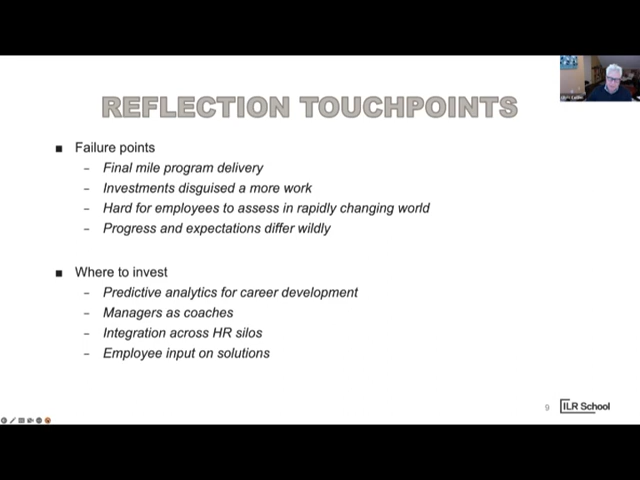 REFLECTION TOUCHPOINTS
■ Failure points
– Final mile program delivery
– Investments disguised a more work
– Hard for employees to assess in rapidly changing world
– Progress and expectations differ wildly
■ Where to invest
– Predictive analytics for career development
– Managers as coaches
– Integration across HR silos
– Employee input on solutions
9
ILR School